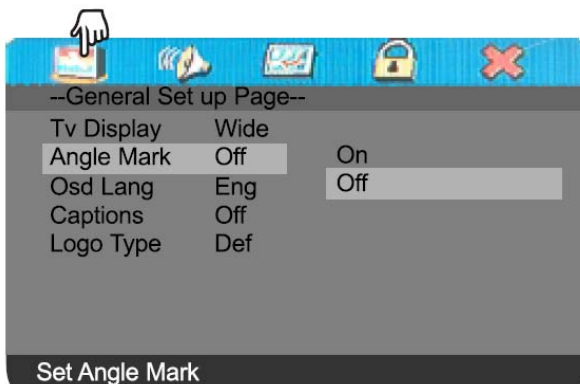 --General Set up Page--
Tv Display Wide
Angle Mark Off On
Osd Lang Eng Off
Captions Off
Logo Type Def
Set Angle Mark